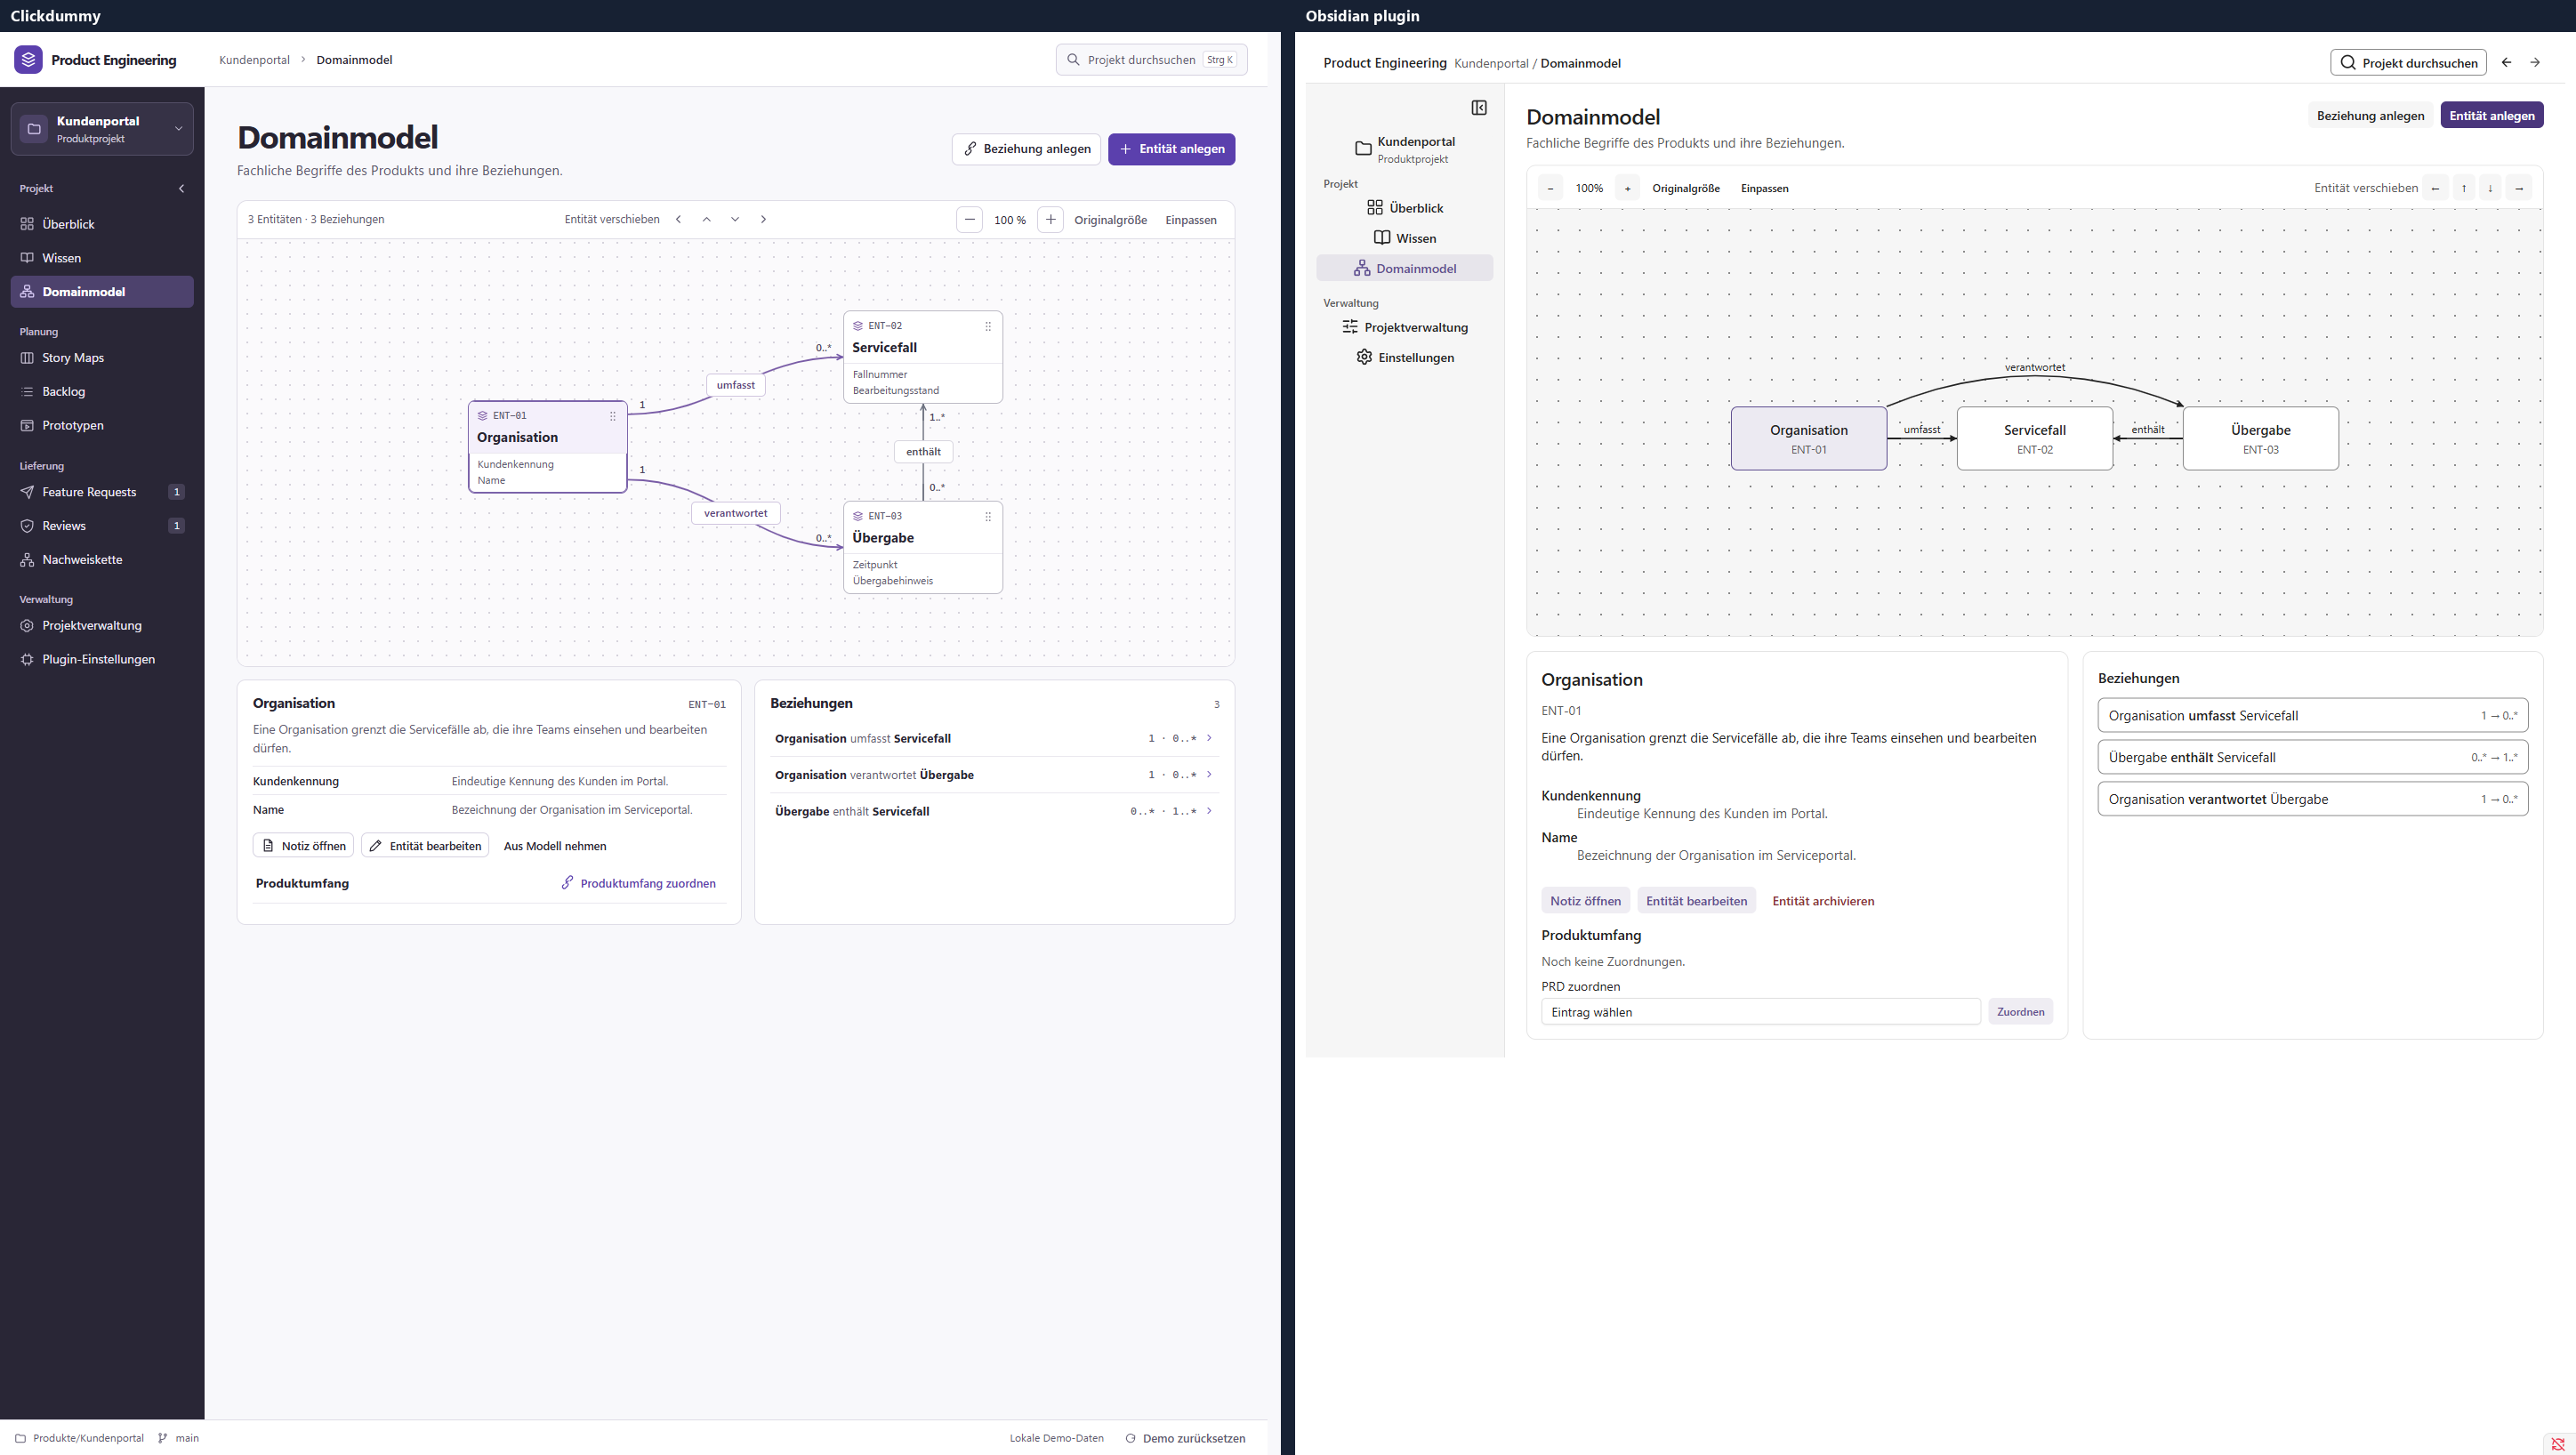 Clickdummy
Product Engineering
Kundenportal > Domainmodel
Projekt durchsuchen Strg K
Kundenportal
Produktprojekt
Projekt
Überblick
Wissen
Domainmodel
Planung
Story Maps
Backlog
Prototypen
Lieferung
Feature Requests 1
Reviews 1
Nachweiskette
Verwaltung
Projektverwaltung
Plugin-Einstellungen
Domainmodel
Fachliche Begriffe des Produkts und ihre Beziehungen.
Beziehung anlegen
+ Entität anlegen
3 Entitäten · 3 Beziehungen
Entität verschieben
− 100 % +
Originalgröße
Einpassen
ENT-02
Servicefall
Fallnummer
Bearbeitungsstand
0..*
umfasst
1
ENT-01
Organisation
Kundenkennung
Name
1..*
enthält
0..*
1
verantwortet
0..*
ENT-03
Übergabe
Zeitpunkt
Übergabehinweis
Organisation ENT-01
Eine Organisation grenzt die Servicefälle ab, die ihre Teams einsehen und bearbeiten
dürfen.
Kundenkennung Eindeutige Kennung des Kunden im Portal.
Name Bezeichnung der Organisation im Serviceportal.
Notiz öffnen
Entität bearbeiten
Aus Modell nehmen
Produktumfang
Produktumfang zuordnen
Beziehungen 3
Organisation umfasst Servicefall 1 · 0..*
Organisation verantwortet Übergabe 1 · 0..*
Übergabe enthält Servicefall 0..* · 1..*
Produkte/Kundenportal
main
Lokale Demo-Daten
Demo zurücksetzen
Obsidian plugin
Product Engineering Kundenportal / Domainmodel
Projekt durchsuchen ← →
Kundenportal
Produktprojekt
Projekt
Überblick
Wissen
Domainmodel
Verwaltung
Projektverwaltung
Einstellungen
Domainmodel
Fachliche Begriffe des Produkts und ihre Beziehungen.
Beziehung anlegen
Entität anlegen
− 100% +
Originalgröße
Einpassen
Entität verschieben ← ↑ ↓ →
verantwortet
Organisation
ENT-01
umfasst
Servicefall
ENT-02
enthält
Übergabe
ENT-03
Organisation
ENT-01
Eine Organisation grenzt die Servicefälle ab, die ihre Teams einsehen und bearbeiten
dürfen.
Kundenkennung
Eindeutige Kennung des Kunden im Portal.
Name
Bezeichnung der Organisation im Serviceportal.
Notiz öffnen
Entität bearbeiten
Entität archivieren
Produktumfang
Noch keine Zuordnungen.
PRD zuordnen
Eintrag wählen
Zuordnen
Beziehungen
Organisation umfasst Servicefall 1 → 0..*
Übergabe enthält Servicefall 0..* → 1..*
Organisation verantwortet Übergabe 1 → 0..*